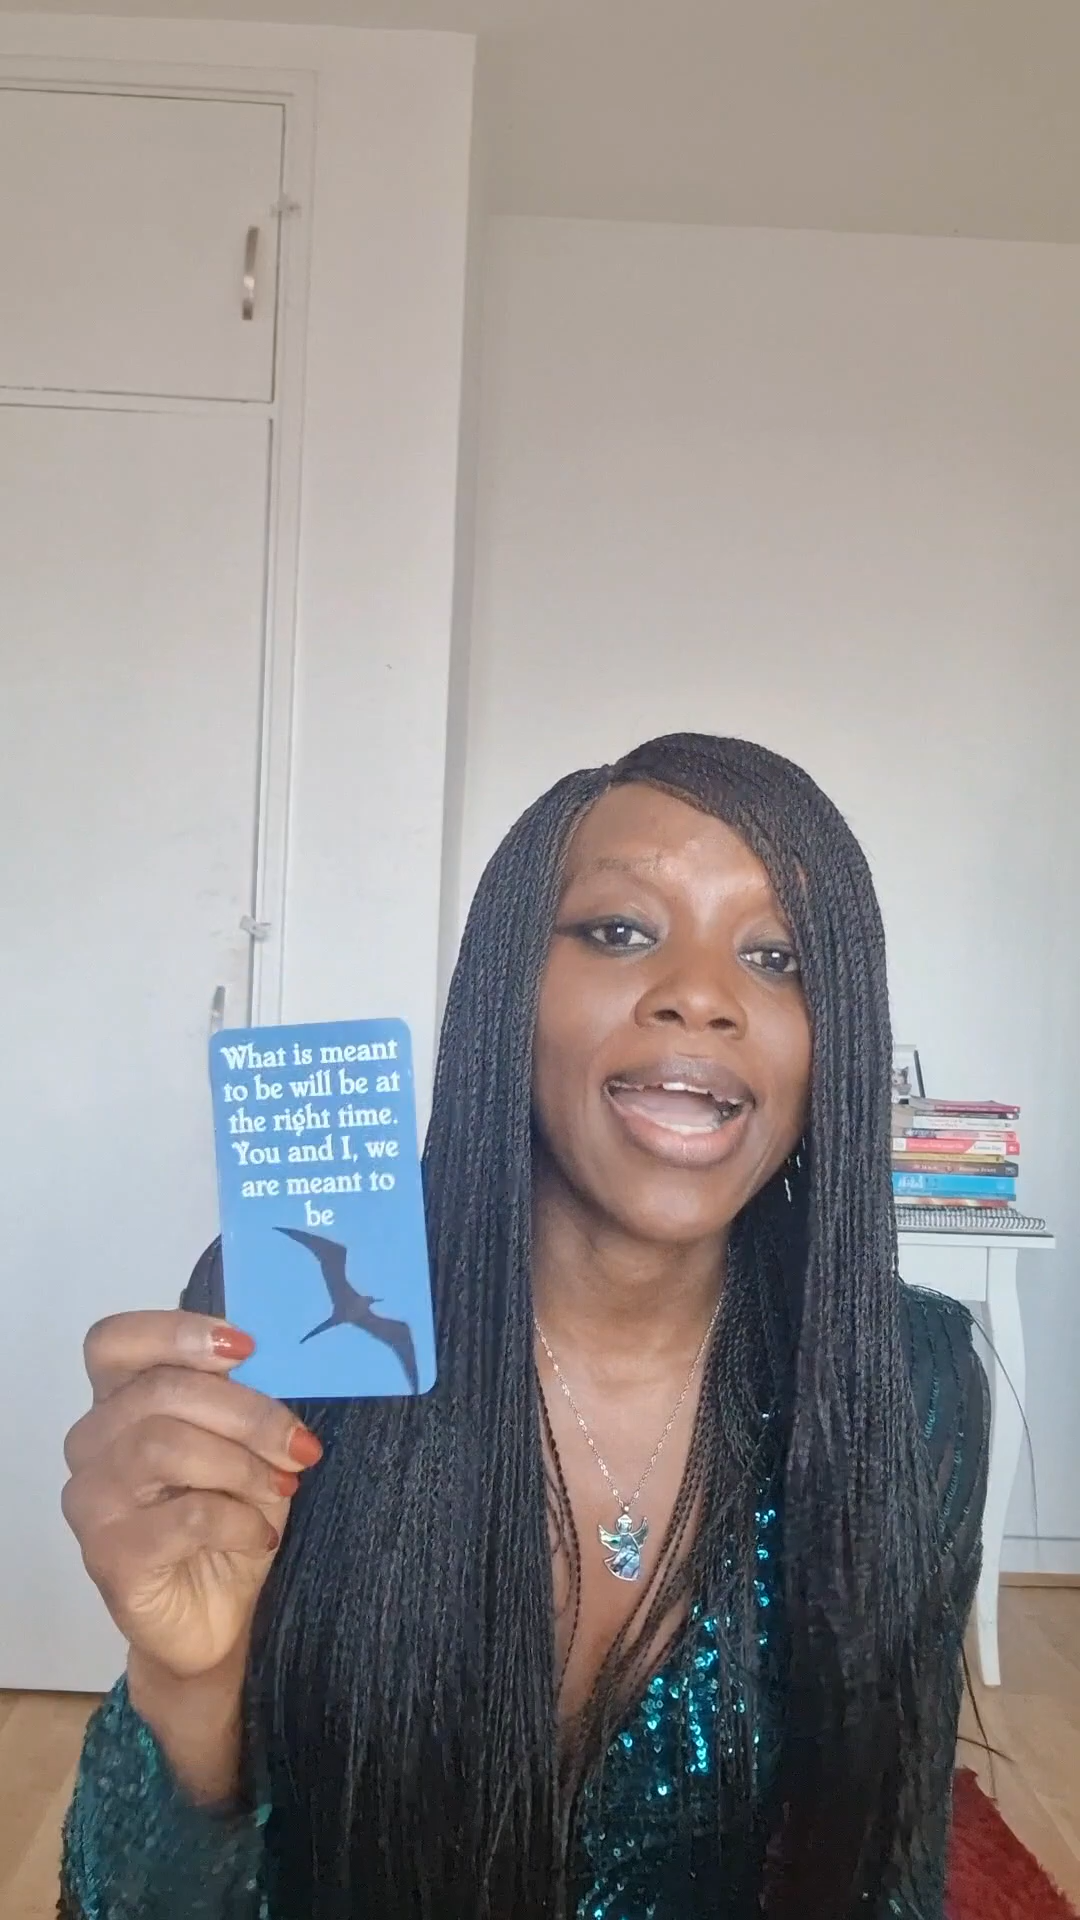 What is meant
to be will be at
the right time.
You and I, we
are meant to
be